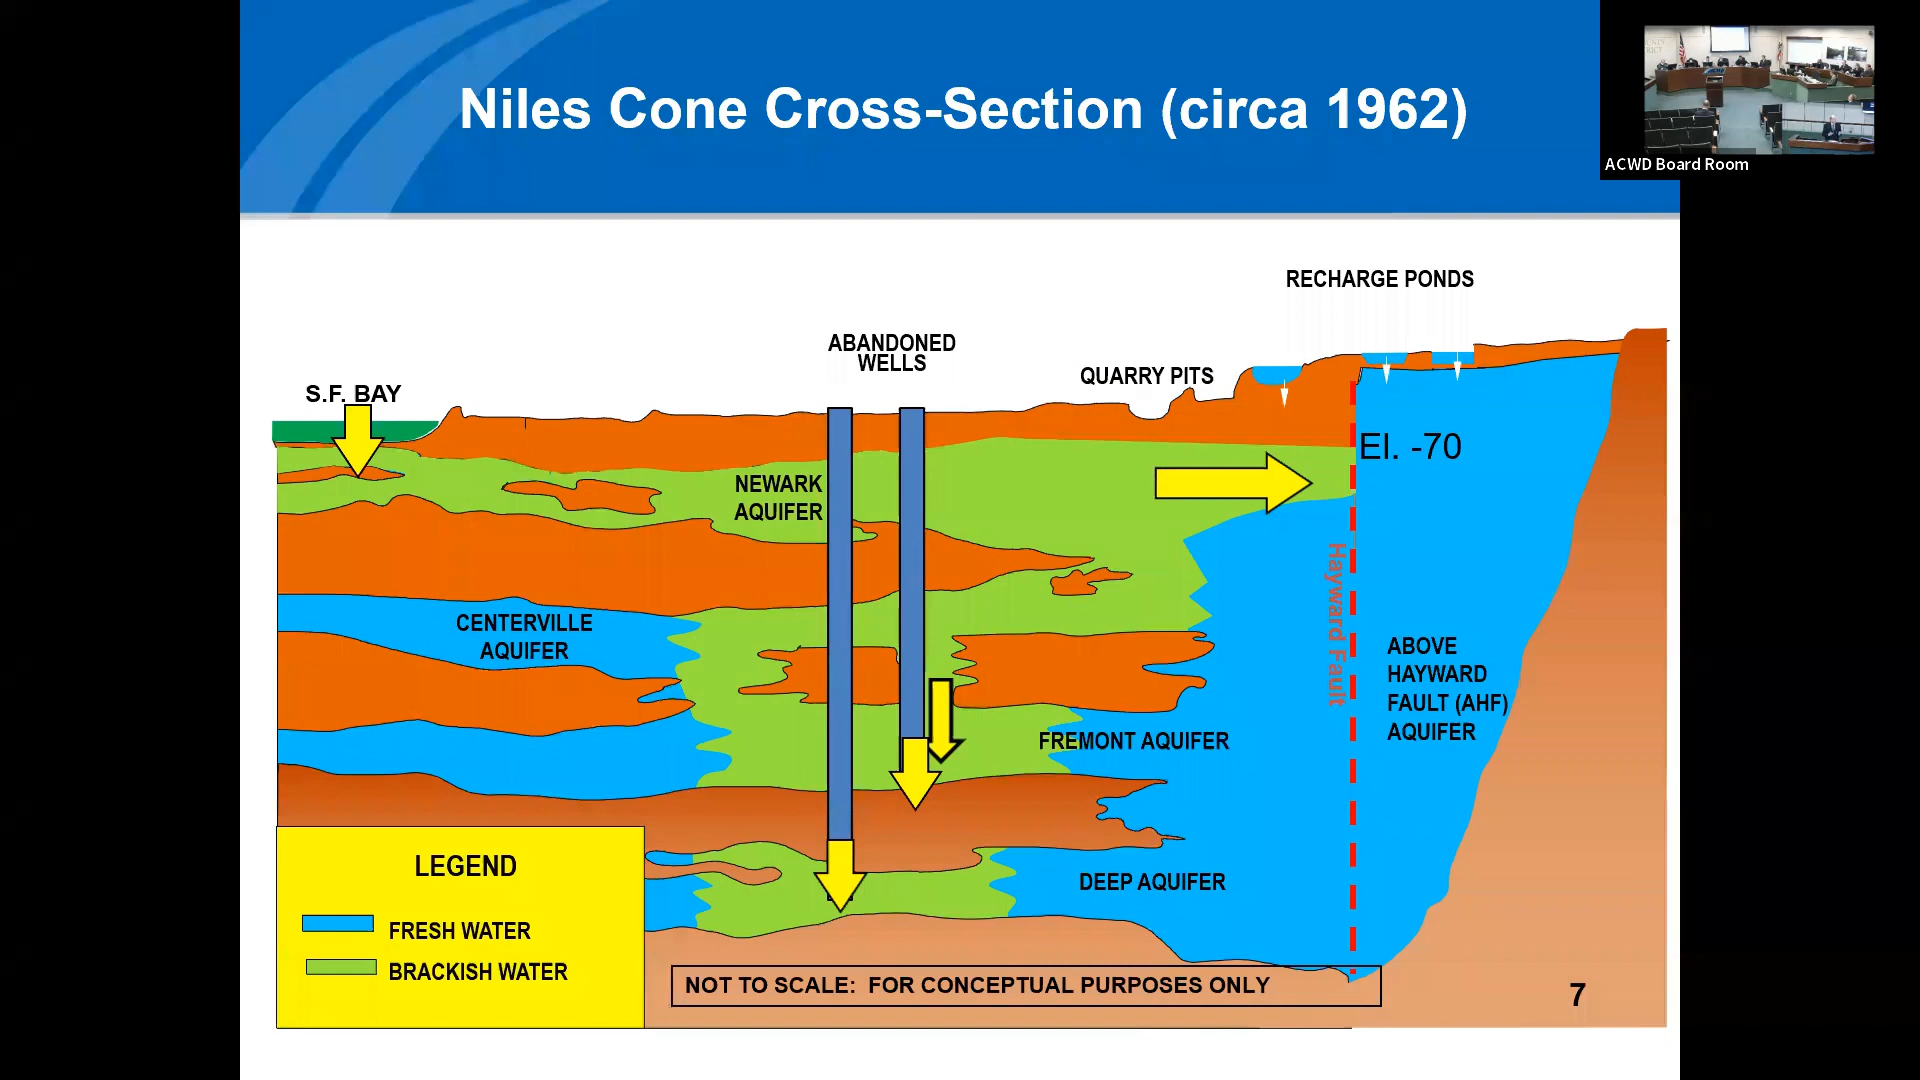 Niles Cone Cross-Section (circa 1962)
ACWD Board Room
RECHARGE PONDS
ABANDONED
WELLS
QUARRY PITS
S.F. BAY
El. -70
NEWARK
AQUIFER
Hayward Fault
CENTERVILLE
AQUIFER
ABOVE
HAYWARD
FAULT (AHF)
AQUIFER
FREMONT AQUIFER
DEEP AQUIFER
LEGEND
FRESH WATER
BRACKISH WATER
NOT TO SCALE: FOR CONCEPTUAL PURPOSES ONLY
7